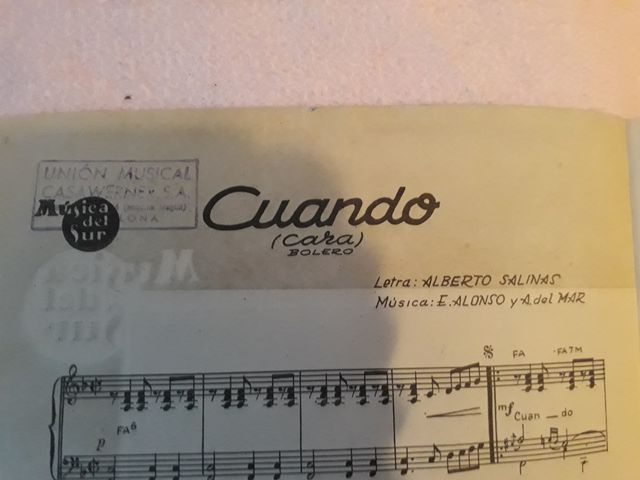 UNIÓN MUSICAL
CASA WERNER S.A.
Música
del
Sur
Cuando
(Cara)
BOLERO
Letra: ALBERTO SALINAS
Música: E. ALONSO y A. del MAR
FA FA7M
mf Cuan — do
p
FA6